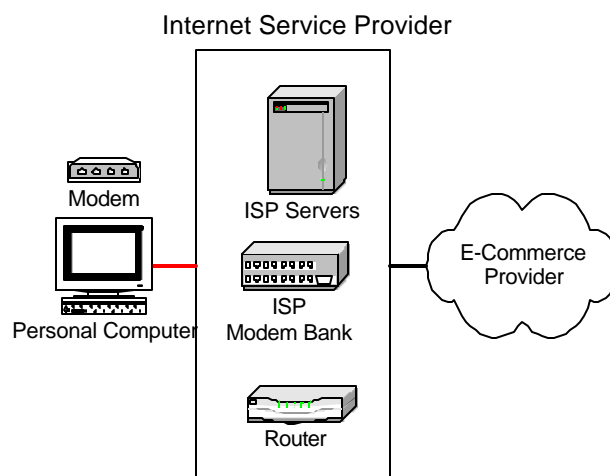 Internet Service Provider
Modem
Personal Computer
ISP Servers
ISP
Modem Bank
Router
E-Commerce
Provider